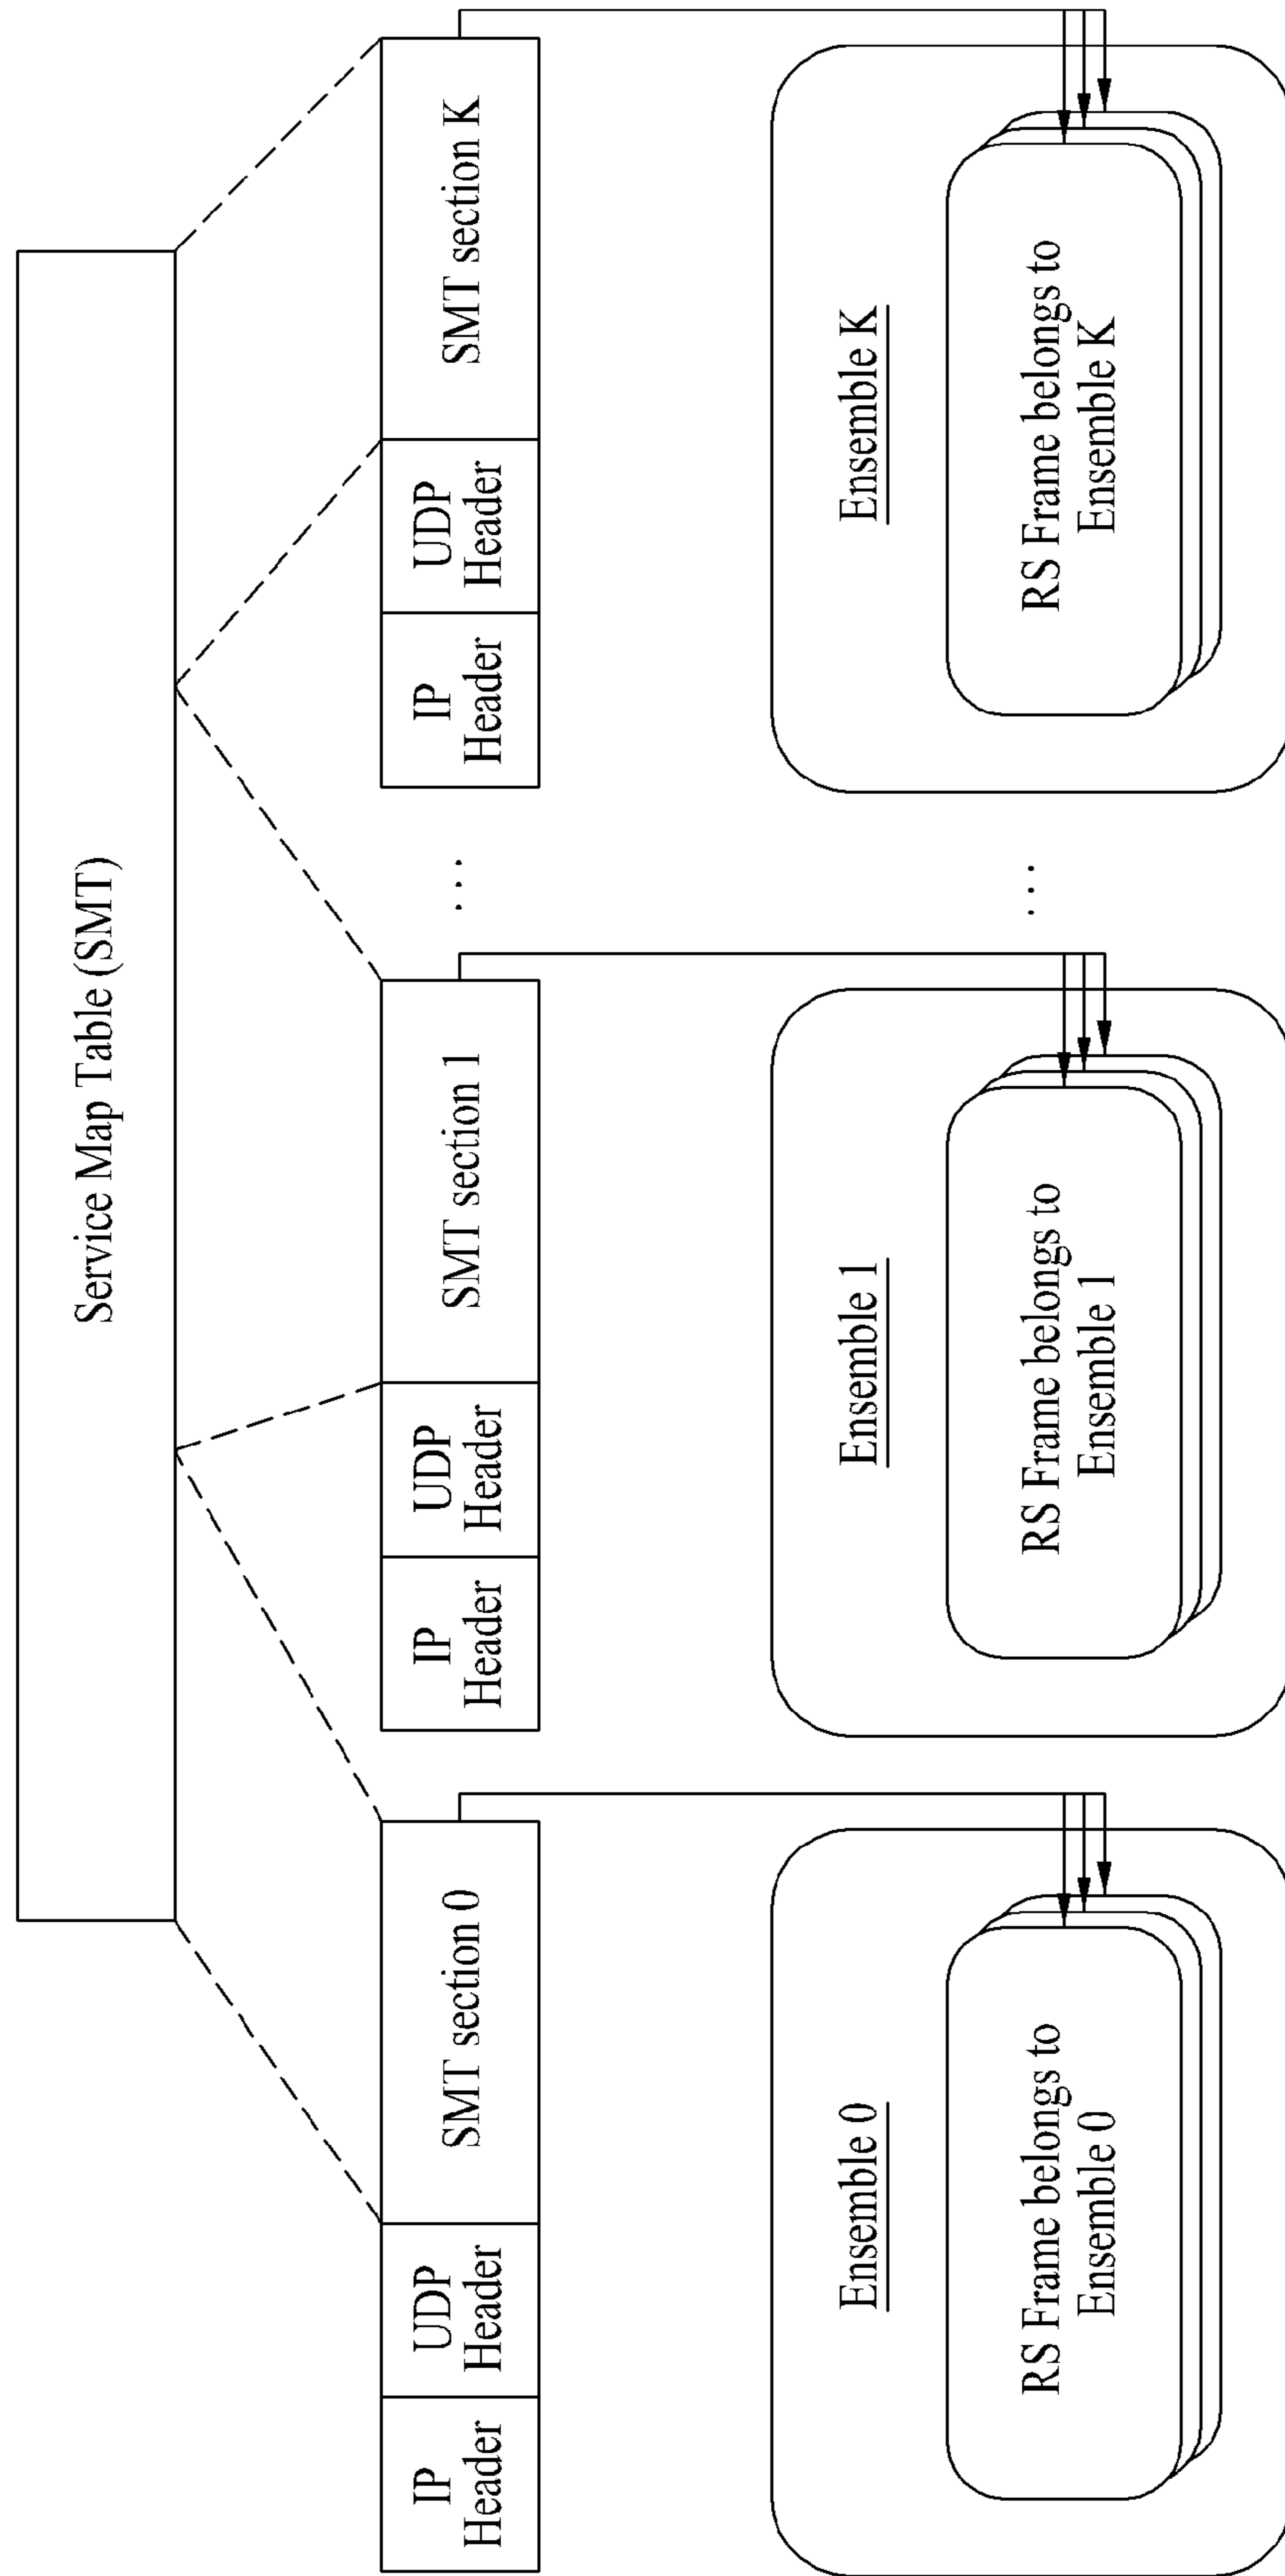 Service Map Table (SMT)
IP
Header
UDP
Header
SMT section 0
IP
Header
UDP
Header
SMT section 1
...
IP
Header
UDP
Header
SMT section K
Ensemble 0
RS Frame belongs to
Ensemble 0
Ensemble 1
RS Frame belongs to
Ensemble 1
...
Ensemble K
RS Frame belongs to
Ensemble K